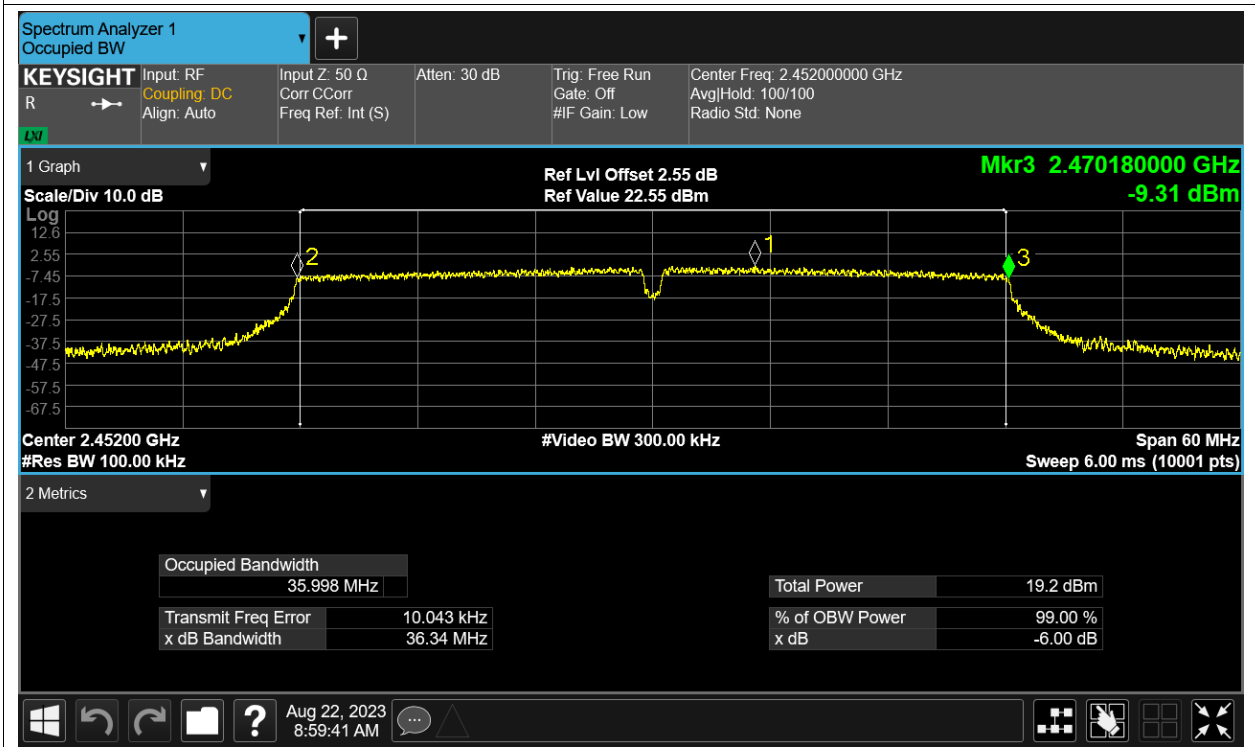 Spectrum Analyzer 1
Occupied BW
KEYSIGHT
R
LXI
Input: RF
Coupling: DC
Align: Auto
Input Z: 50 Ω
Corr CCorr
Freq Ref: Int (S)
Atten: 30 dB
Trig: Free Run
Gate: Off
#IF Gain: Low
Center Freq: 2.452000000 GHz
Avg|Hold: 100/100
Radio Std: None
1 Graph
Scale/Div 10.0 dB
Ref Lvl Offset 2.55 dB
Ref Value 22.55 dBm
Mkr3 2.470180000 GHz
-9.31 dBm
Log
12.6
2.55
-7.45
-17.5
-27.5
-37.5
-47.5
-57.5
-67.5
2
1
3
Center 2.45200 GHz
#Video BW 300.00 kHz
Span 60 MHz
#Res BW 100.00 kHz
Sweep 6.00 ms (10001 pts)
2 Metrics
Occupied Bandwidth
35.998 MHz
Transmit Freq Error 10.043 kHz
x dB Bandwidth 36.34 MHz
Total Power 19.2 dBm
% of OBW Power 99.00 %
x dB -6.00 dB
?
Aug 22, 2023
8:59:41 AM